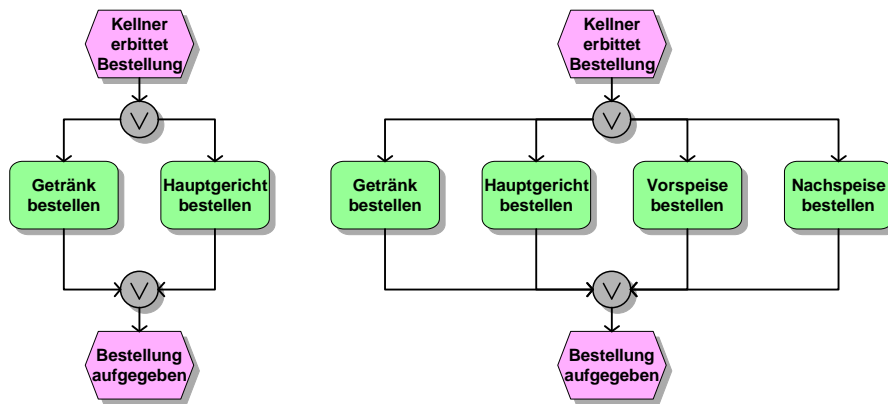 Kellner
erbittet
Bestellung
Getränk
bestellen
Hauptgericht
bestellen
Bestellung
aufgegeben
Kellner
erbittet
Bestellung
Getränk
bestellen
Hauptgericht
bestellen
Vorspeise
bestellen
Nachspeise
bestellen
Bestellung
aufgegeben